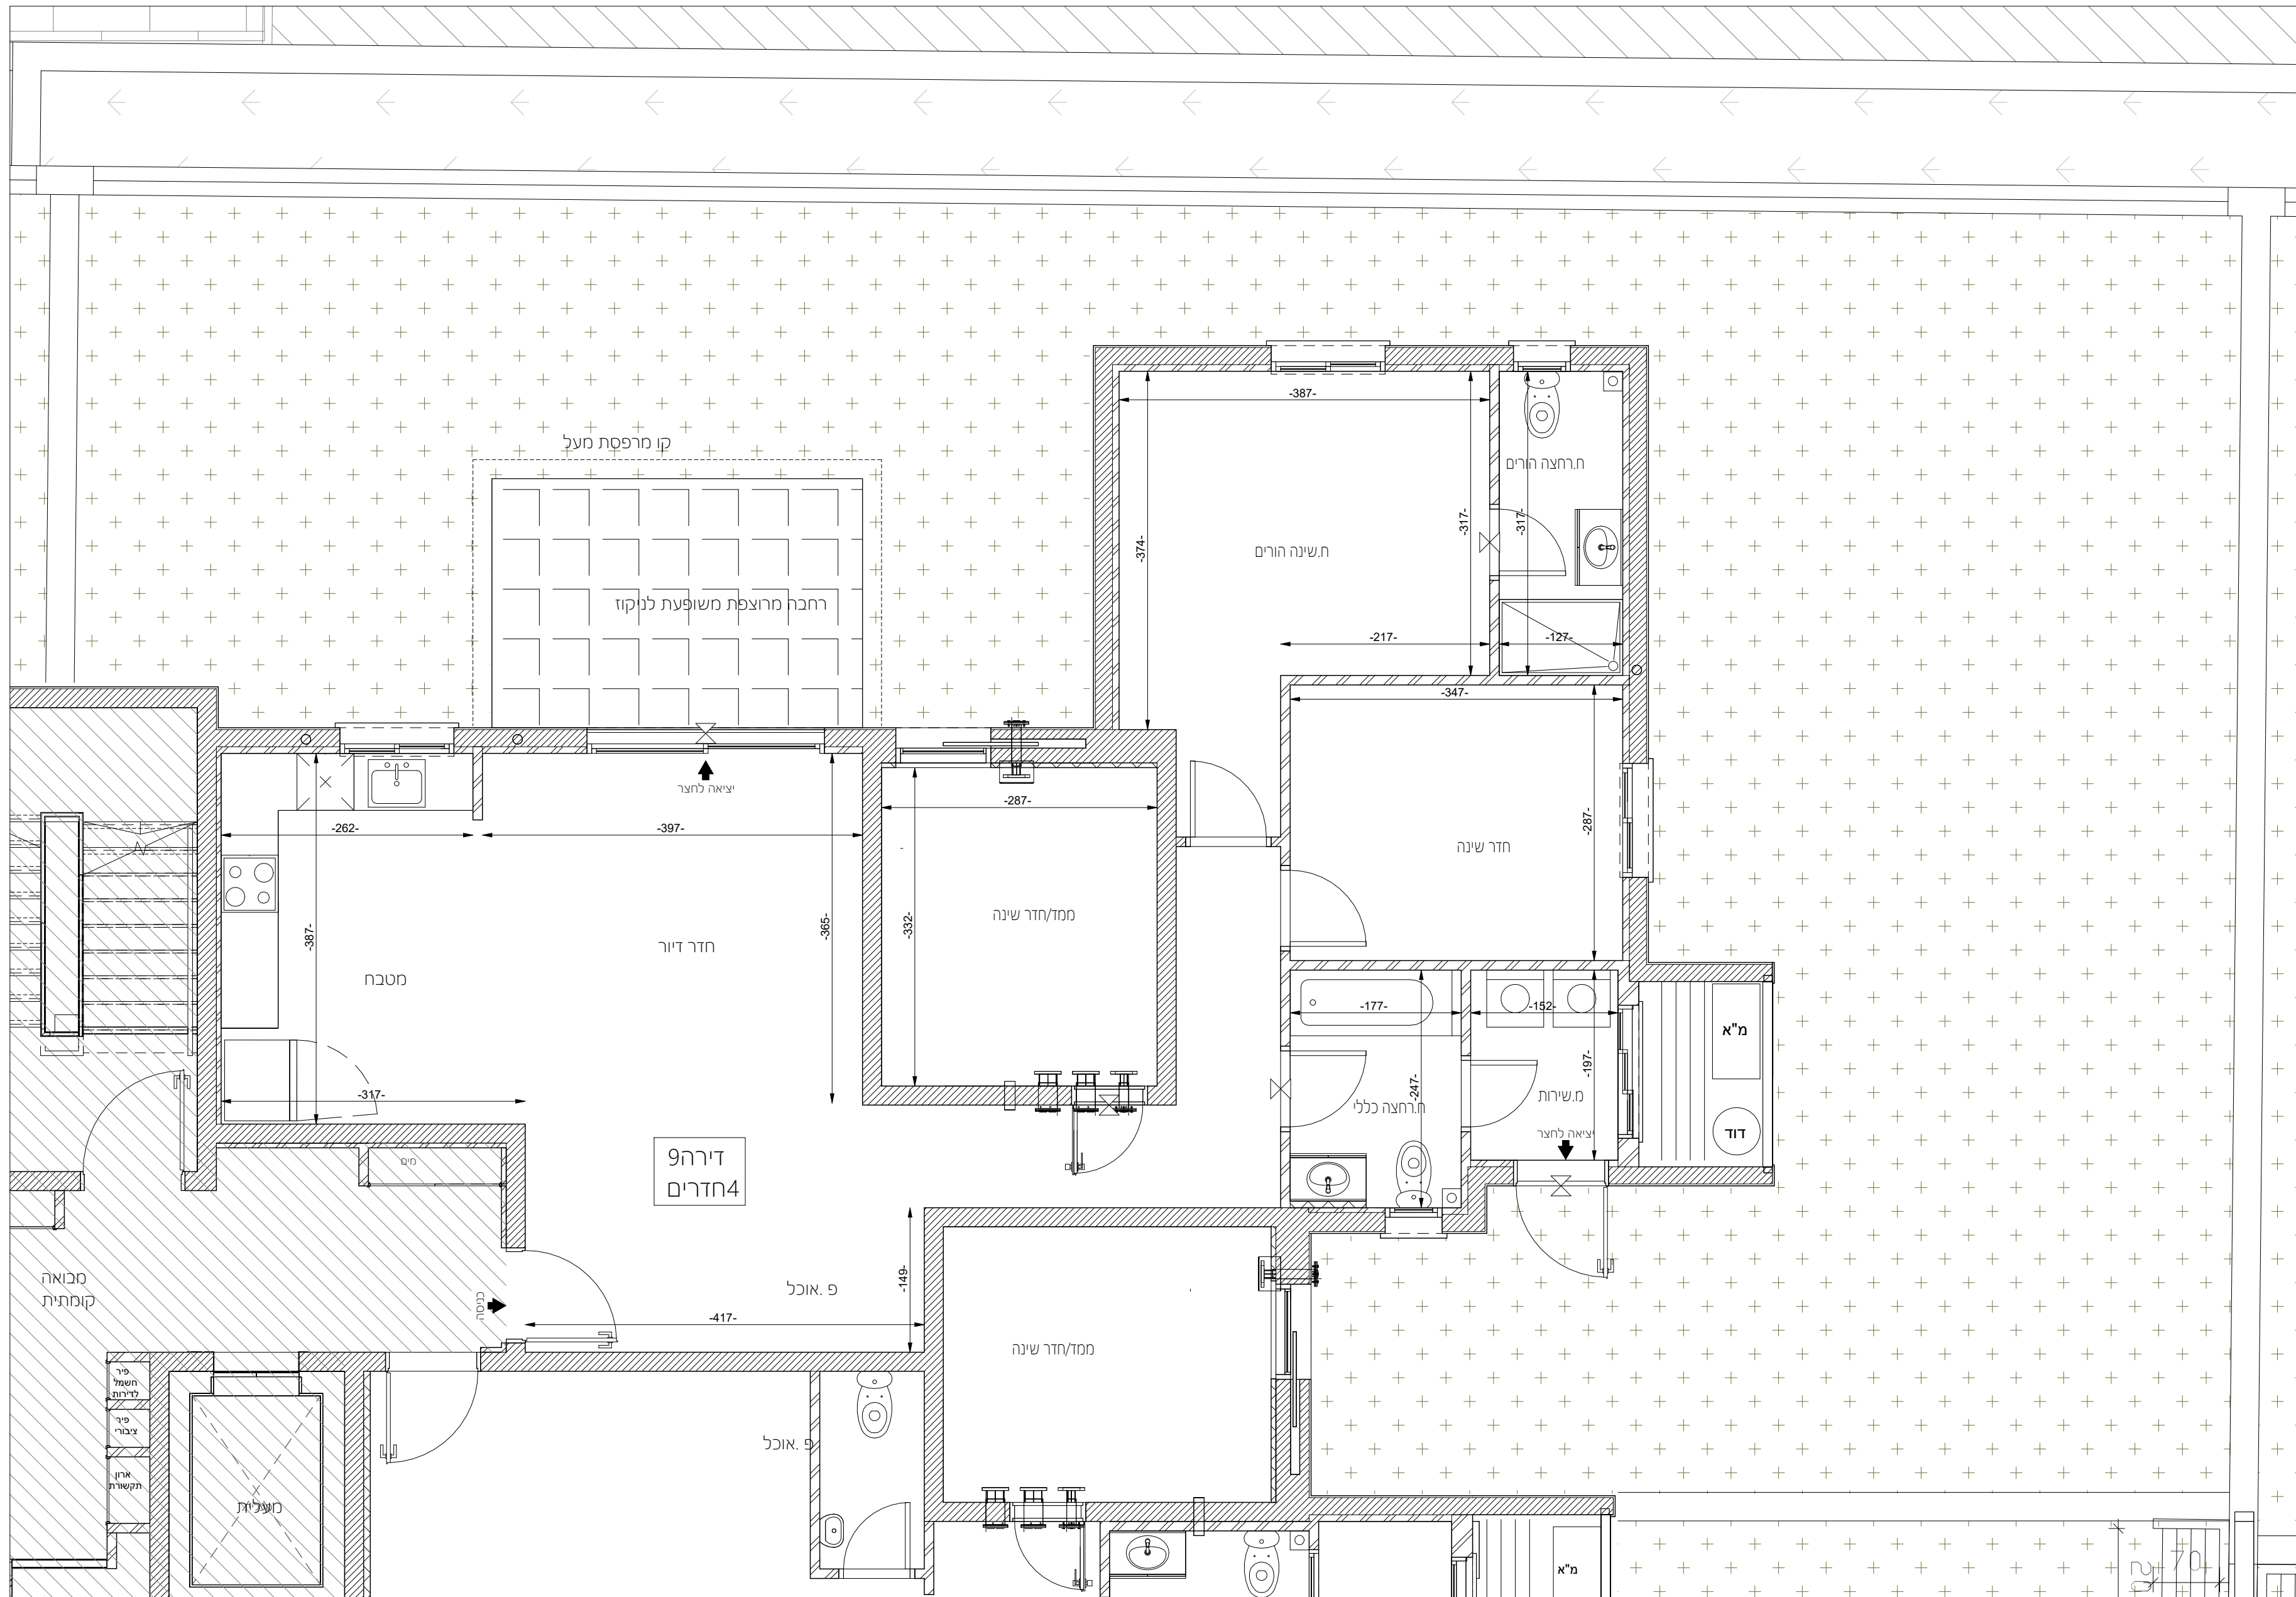 -387-
קו מרפסת מעל
ח.רחצה הורים
-374-
-317-
-317-
ח.שינה הורים
רחבה מרוצפת משופעת לניקוז
-217-
-127-
-347-
יציאה לחצר
-287-
-262-
-397-
-287-
חדר שינה
-387-
-365-
-332-
ממד/חדר שינה
חדר דיור
מטבח
-177-
-152-
מ"א
-317-
-247-
-197-
מ.שירות
ח.רחצה כללי
יציאה לחצר
דוד
מים
דירה9
4חדרים
מבואה
קומתית
כניסה
פ .אוכל
-149-
-417-
ממד/חדר שינה
פיר
חשמל
לדירות
פיר
ציבורי
ארון
תקשורת
מעלית
פ .אוכל
מ"א
70